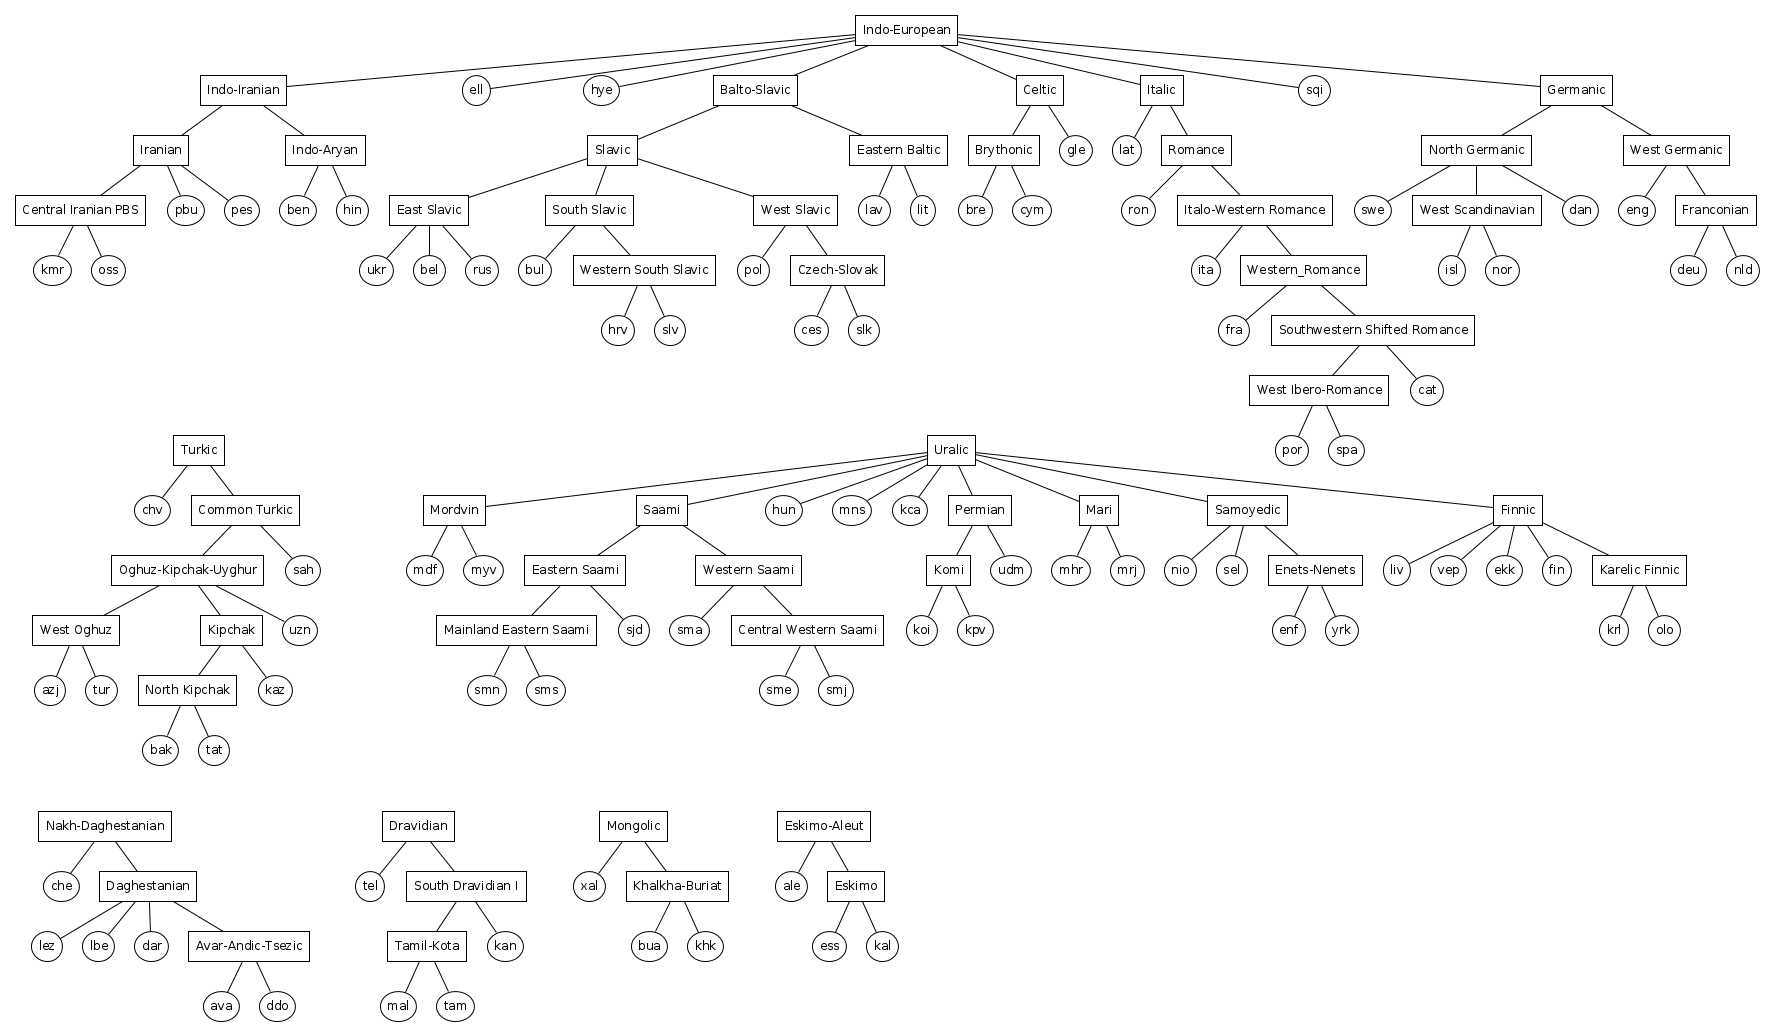 Indo-European
Indo-Iranian ell hye Balto-Slavic Celtic Italic sqi Germanic
Iranian Indo-Aryan Slavic Eastern Baltic Brythonic gle lat Romance North Germanic West Germanic
Central Iranian PBS pbu pes ben hin East Slavic South Slavic West Slavic lav lit bre cym ron Italo-Western Romance swe West Scandinavian dan eng Franconian
kmr oss ukr bel rus bul Western South Slavic pol Czech-Slovak ita Western_Romance isl nor deu nld
hrv slv ces slk fra Southwestern Shifted Romance
West Ibero-Romance cat
Turkic Uralic por spa
chv Common Turkic Mordvin Saami hun mns kca Permian Mari Samoyedic Finnic
Oghuz-Kipchak-Uyghur sah mdf myv Eastern Saami Western Saami Komi udm mhr mrj nio sel Enets-Nenets liv vep ekk fin Karelic Finnic
West Oghuz Kipchak uzn Mainland Eastern Saami sjd sma Central Western Saami koi kpv enf yrk krl olo
azj tur North Kipchak kaz smn sms sme smj
bak tat
Nakh-Daghestanian Dravidian Mongolic Eskimo-Aleut
che Daghestanian tel South Dravidian I xal Khalkha-Buriat ale Eskimo
lez lbe dar Avar-Andic-Tsezic Tamil-Kota kan bua khk ess kal
ava ddo mal tam